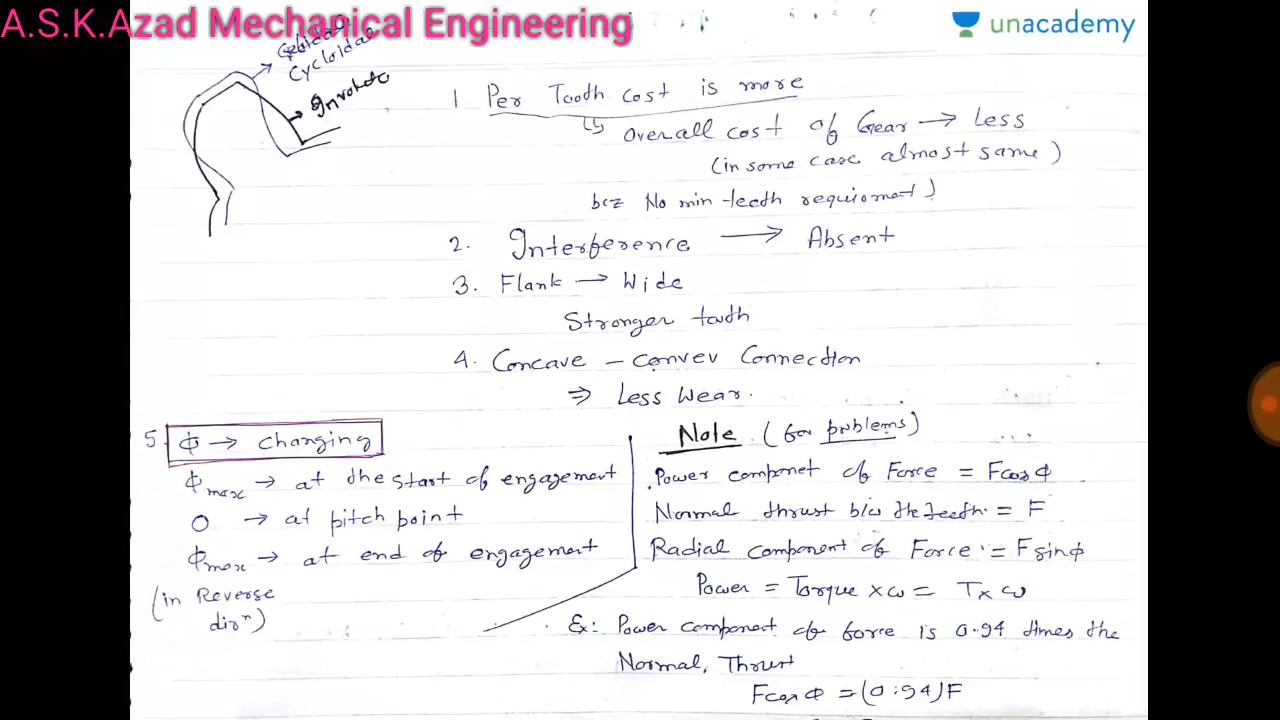 A.S.K.Azad Mechanical Engineering
unacademy
Cycloidal
Involute
1 Per Tooth cost is more
↳ overall cost of Gear → Less
(in some case almost same)
bcz No min teeth requirement)
2. Interference → Absent
3. Flank → Wide
Stronger tooth
4. Concave - convex Connection
⇒ Less Wear.
5. Φ → changing
Φmax → at the start of engagement
0 → at pitch point
Φmax → at end of engagement
(in Reverse
dirⁿ)
Note (for problems)
Power componet of Force = Fcosϕ
Normal thrust b/w the teeth = F
Radial component of Force = Fsinϕ
Power = Torque × ω = T × ω
Ex: Power component of force is 0.94 times the
Normal, Thrust
Fcosϕ = (0.94)F